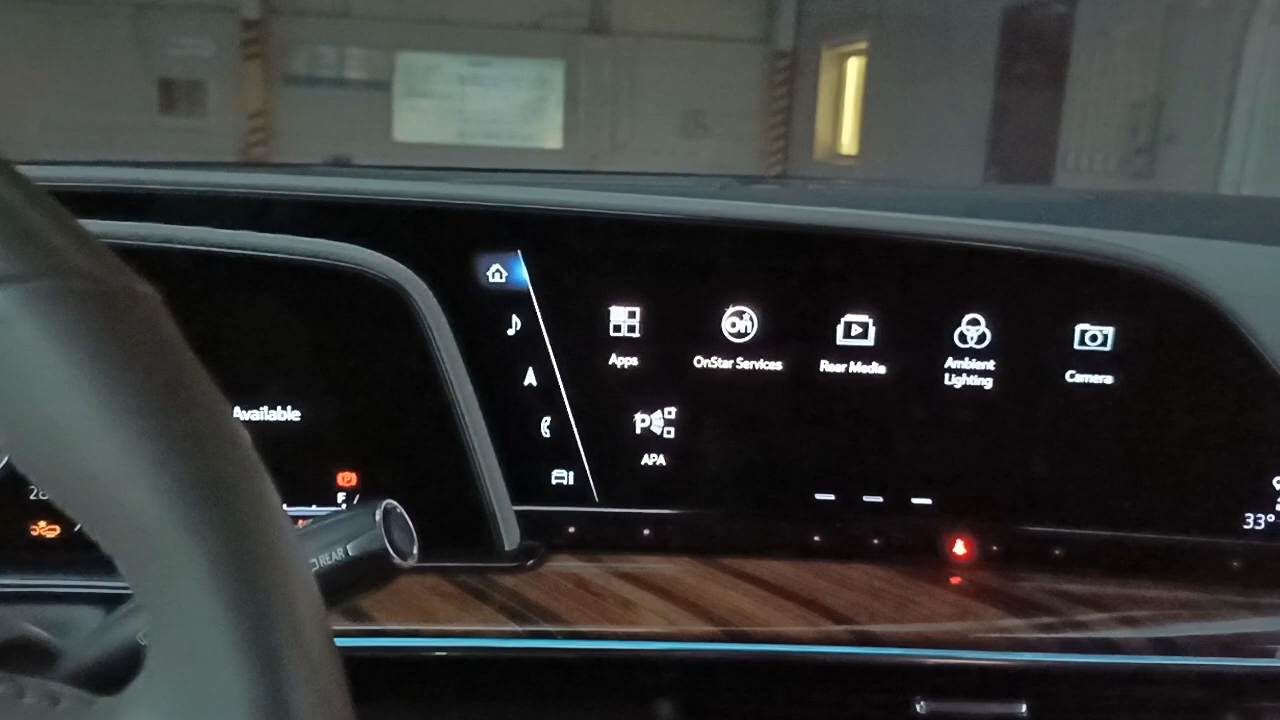 Apps
OnStar Services
Rear Media
Ambient
Lighting
Camera
APA
Available
F
REAR
33°